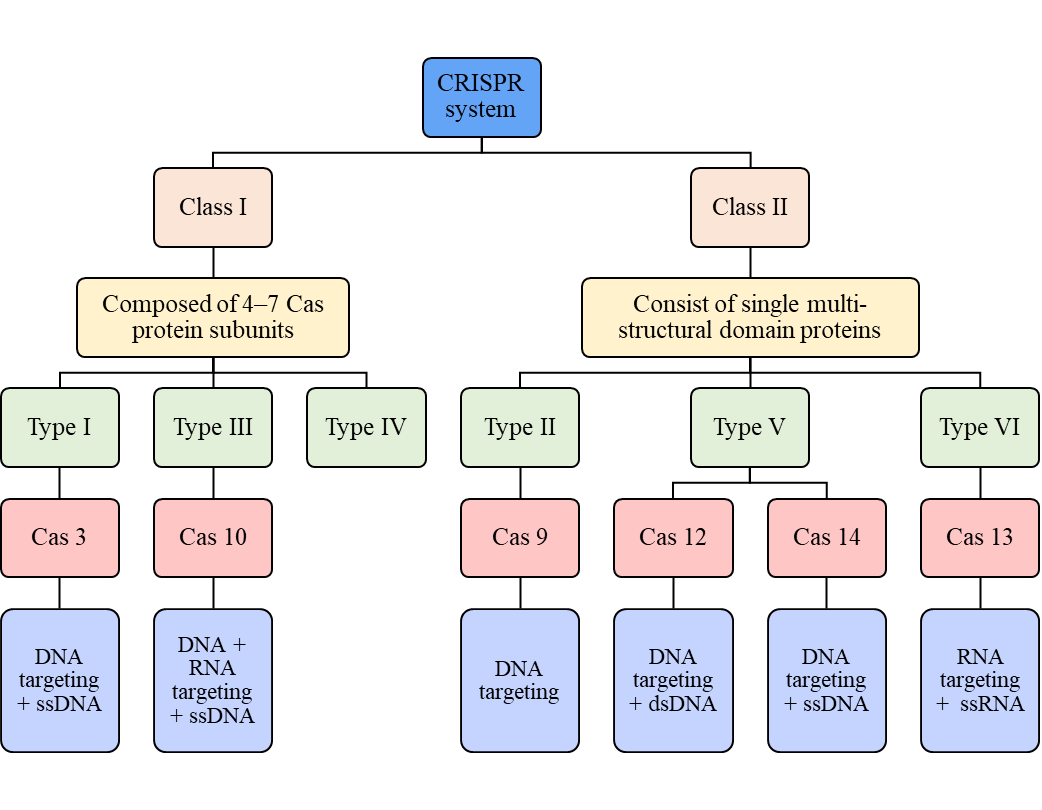 CRISPR
system
Class I
Class II
Composed of 4–7 Cas
protein subunits
Consist of single multi-
structural domain proteins
Type I
Type III
Type IV
Type II
Type V
Type VI
Cas 3
Cas 10
Cas 9
Cas 12
Cas 14
Cas 13
DNA
targeting
+ ssDNA
DNA +
RNA
targeting
+ ssDNA
DNA
targeting
DNA
targeting
+ dsDNA
DNA
targeting
+ ssDNA
RNA
targeting
+ ssRNA